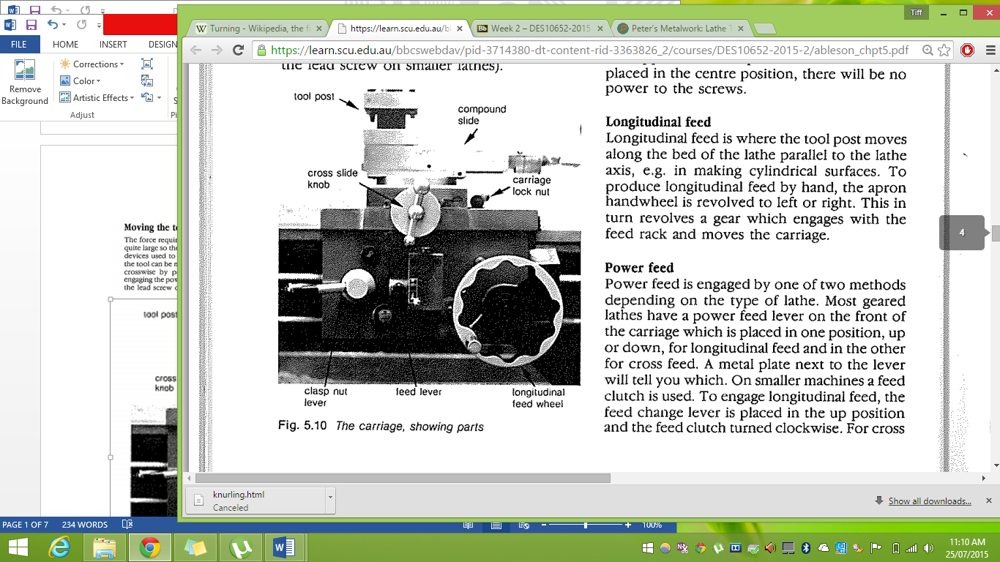 Tiff
Turning - Wikipedia, the f
https://learn.scu.edu.au/b
Bb Week 2 – DES10652-2015
Peter's Metalwork: Lathe T
https://learn.scu.edu.au/bbcswebdav/pid-3714380-dt-content-rid-3363826_2/courses/DES10652-2015-2/ableson_chpt5.pdf
FILE HOME INSERT DESIGN
Remove
Background
Corrections
Color
Artistic Effects
Adjust
Moving the to
The force requir
quite large so the
devices used to
the tool can be m
crosswise by p
engaging the pov
the lead screw o
tool post
cross
knob
the lead screw on smaller lathes).
tool post
compound
slide
cross slide
knob
carriage
lock nut
clasp nut
lever
feed lever
longitudinal
feed wheel
Fig. 5.10 The carriage, showing parts
placed in the centre position, there will be no
power to the screws.
Longitudinal feed
Longitudinal feed is where the tool post moves
along the bed of the lathe parallel to the lathe
axis, e.g. in making cylindrical surfaces. To
produce longitudinal feed by hand, the apron
handwheel is revolved to left or right. This in
turn revolves a gear which engages with the
feed rack and moves the carriage.
Power feed
Power feed is engaged by one of two methods
depending on the type of lathe. Most geared
lathes have a power feed lever on the front of
the carriage which is placed in one position, up
or down, for longitudinal feed and in the other
for cross feed. A metal plate next to the lever
will tell you which. On smaller machines a feed
clutch is used. To engage longitudinal feed, the
feed change lever is placed in the up position
and the feed clutch turned clockwise. For cross
4
knurling.html
Canceled
Show all downloads...
PAGE 1 OF 7 234 WORDS
100%
11:10 AM
25/07/2015